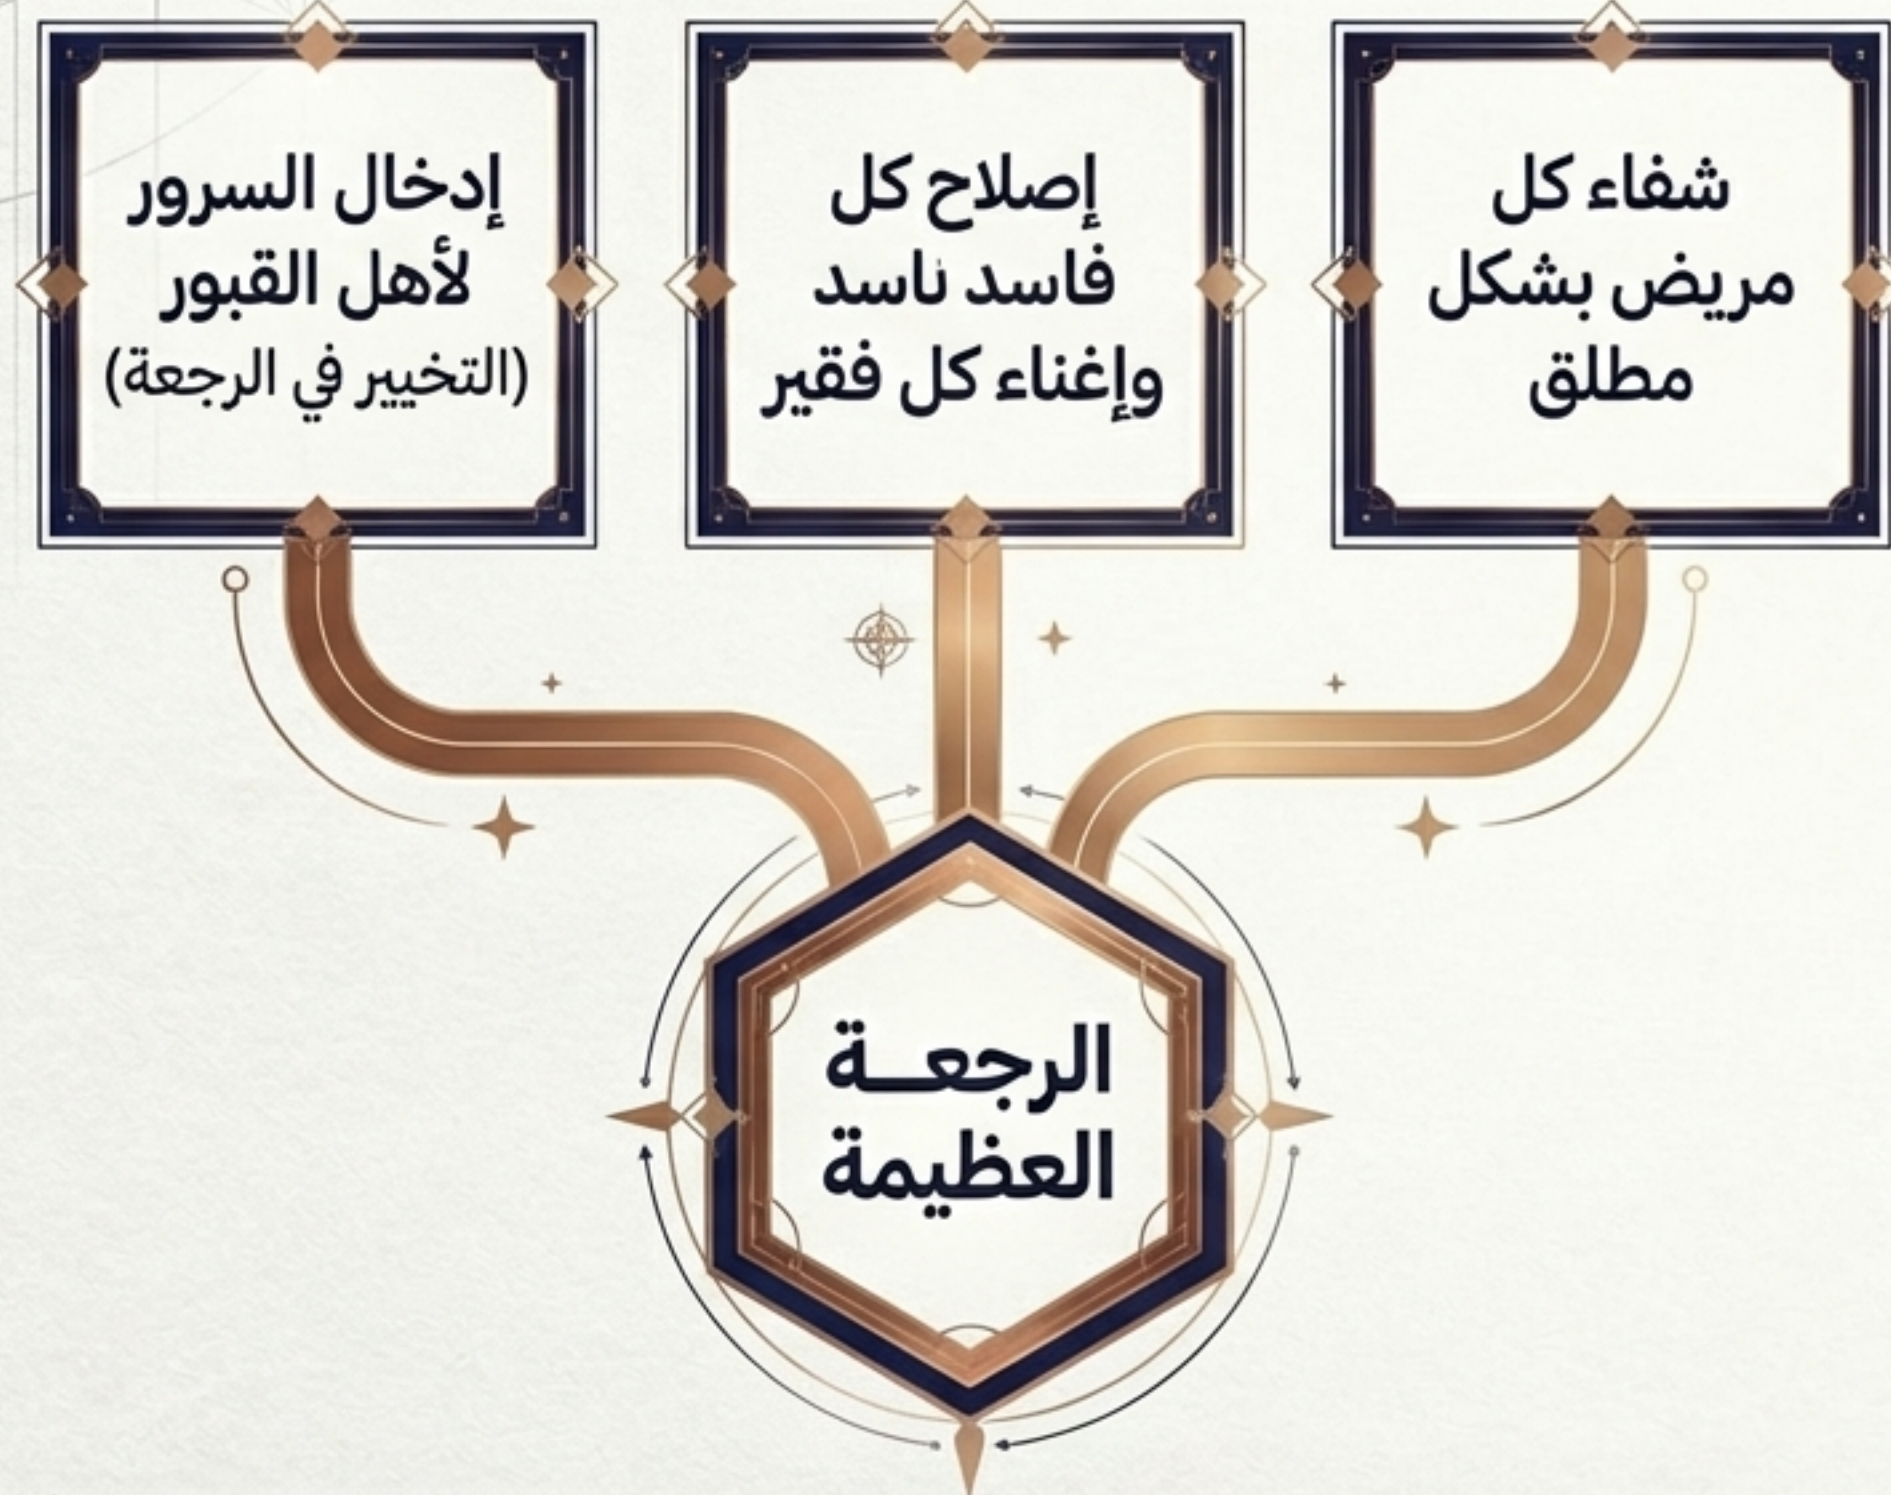 شفاء كل
مريض بشكل
مطلق
إصلاح كل
فاسد ناسد
وإغناء كل فقير
إدخال السرور
لأهل القبور
(التخيير في الرجعة)
الرجعـــة
العظيمة